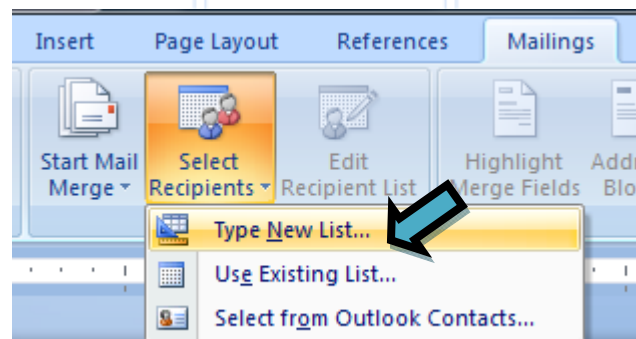 Insert Page Layout References Mailings
Start Mail Merge
Select Recipients
Edit Recipient List
Highlight Merge Fields
Type New List...
Use Existing List...
Select from Outlook Contacts...